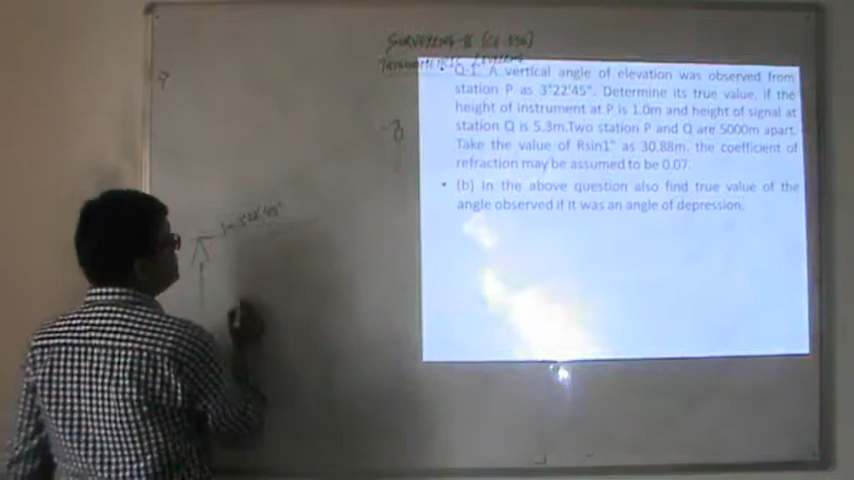 SURVEYING-II (CE-356)
TRIGONOMETRIC LEVELING
• Q-1 A vertical angle of elevation was observed from
station P as 3°22'45". Determine its true value, if the
height of instrument at P is 1.0m and height of signal at
station Q is 5.3m.Two station P and Q are 5000m apart.
Take the value of Rsin1" as 30.88m, the coefficient of
refraction may be assumed to be 0.07.
• (b) In the above question also find true value of the
angle observed if it was an angle of depression.
3°22'45"